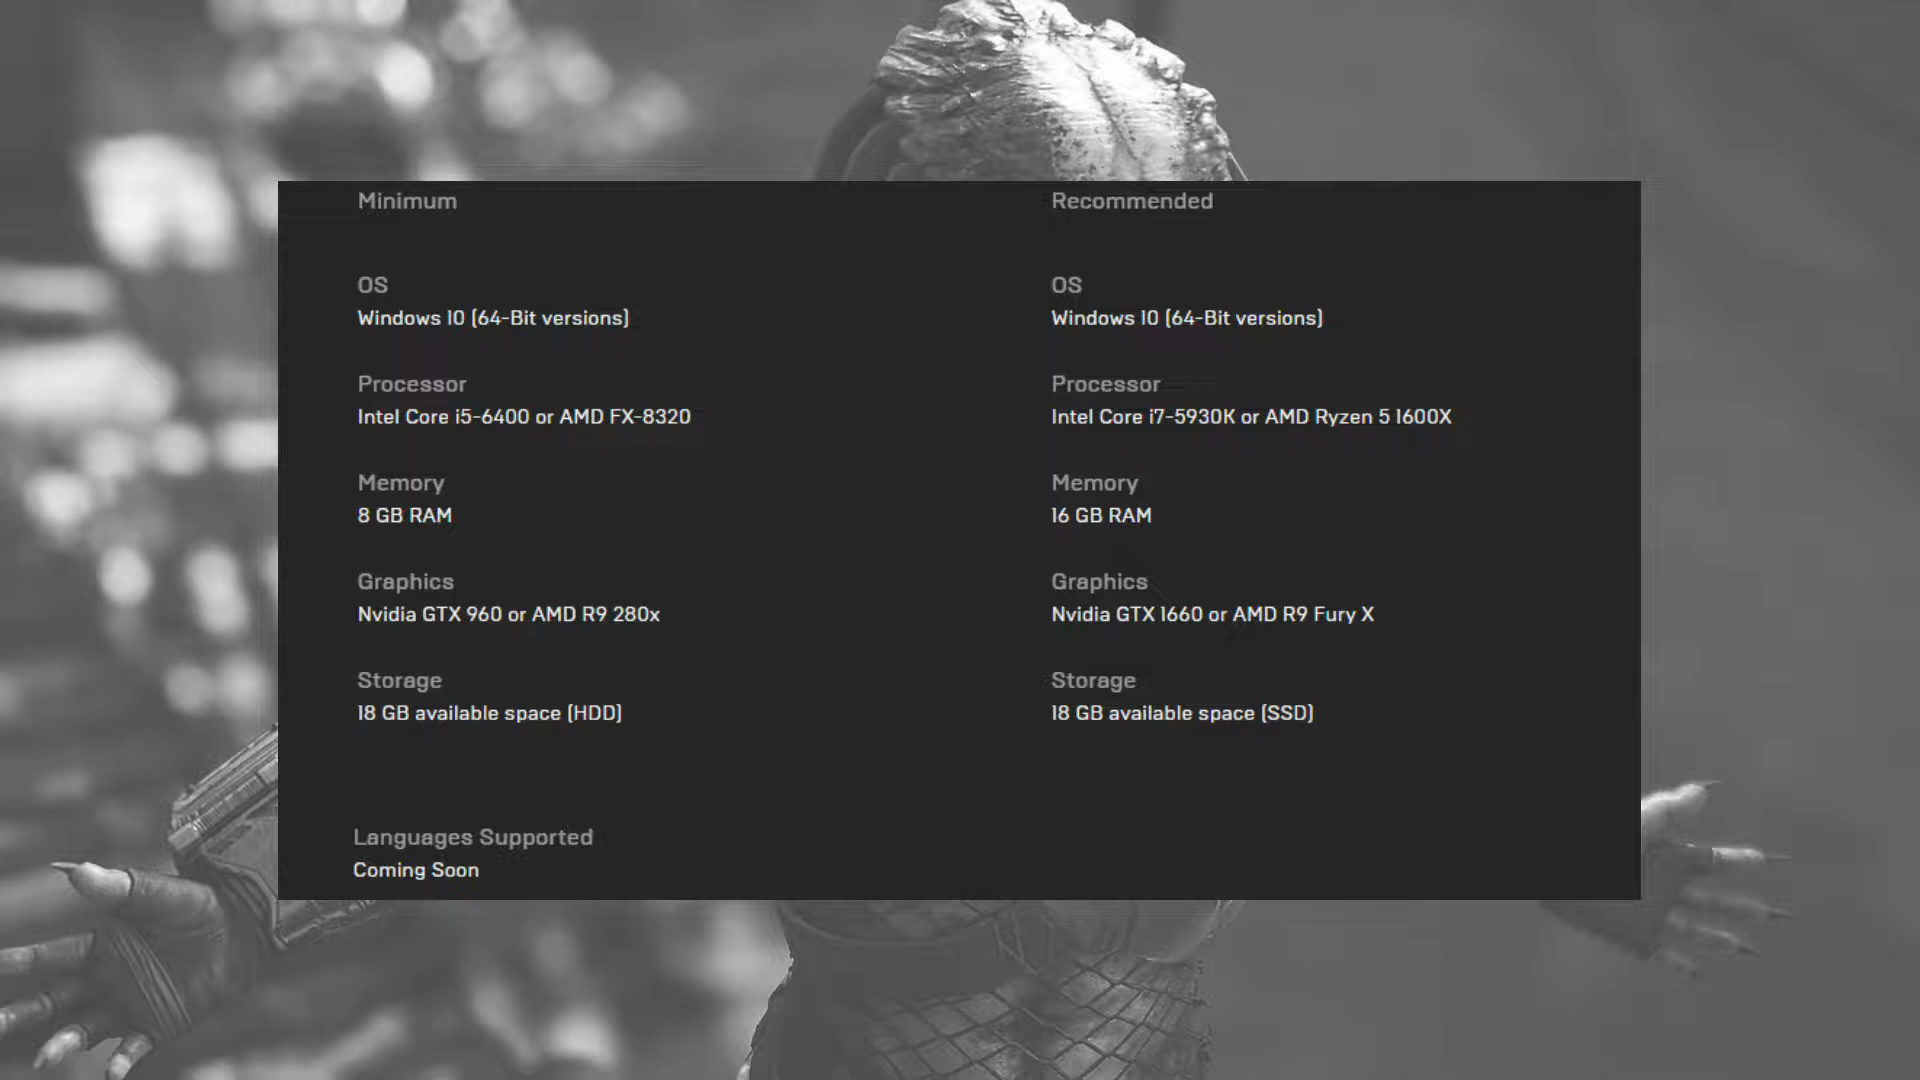 Minimum
OS
Windows 10 (64-Bit versions)
Processor
Intel Core i5-6400 or AMD FX-8320
Memory
8 GB RAM
Graphics
Nvidia GTX 960 or AMD R9 280x
Storage
18 GB available space (HDD)
Recommended
OS
Windows 10 (64-Bit versions)
Processor
Intel Core i7-5930K or AMD Ryzen 5 1600X
Memory
16 GB RAM
Graphics
Nvidia GTX 1660 or AMD R9 Fury X
Storage
18 GB available space (SSD)
Languages Supported
Coming Soon